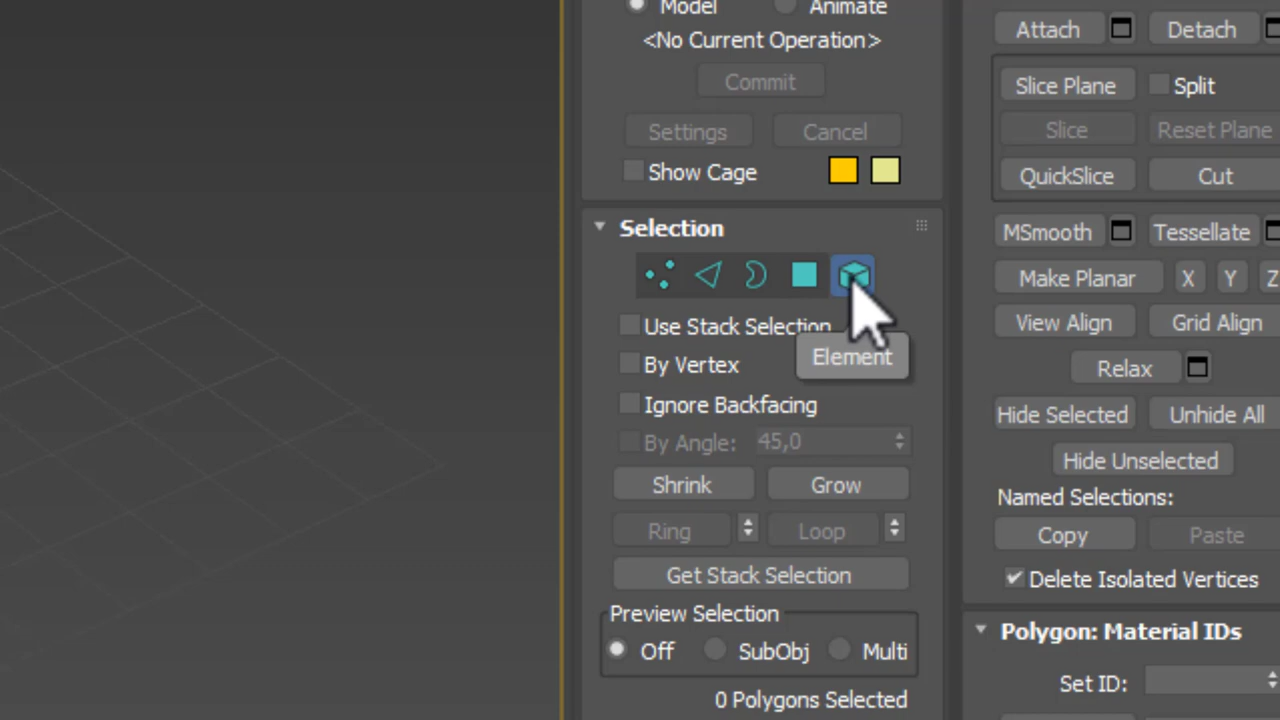 Model Animate
<No Current Operation>
Commit
Settings Cancel
Show Cage
Selection
Use Stack Selection
Element
By Vertex
Ignore Backfacing
By Angle: 45,0
Shrink Grow
Ring Loop
Get Stack Selection
Preview Selection
Off SubObj Multi
0 Polygons Selected
Attach Detach
Slice Plane Split
Slice Reset Plane
QuickSlice Cut
MSmooth Tessellate
Make Planar X Y Z
View Align Grid Align
Relax
Hide Selected Unhide All
Hide Unselected
Named Selections:
Copy Paste
Delete Isolated Vertices
Polygon: Material IDs
Set ID: